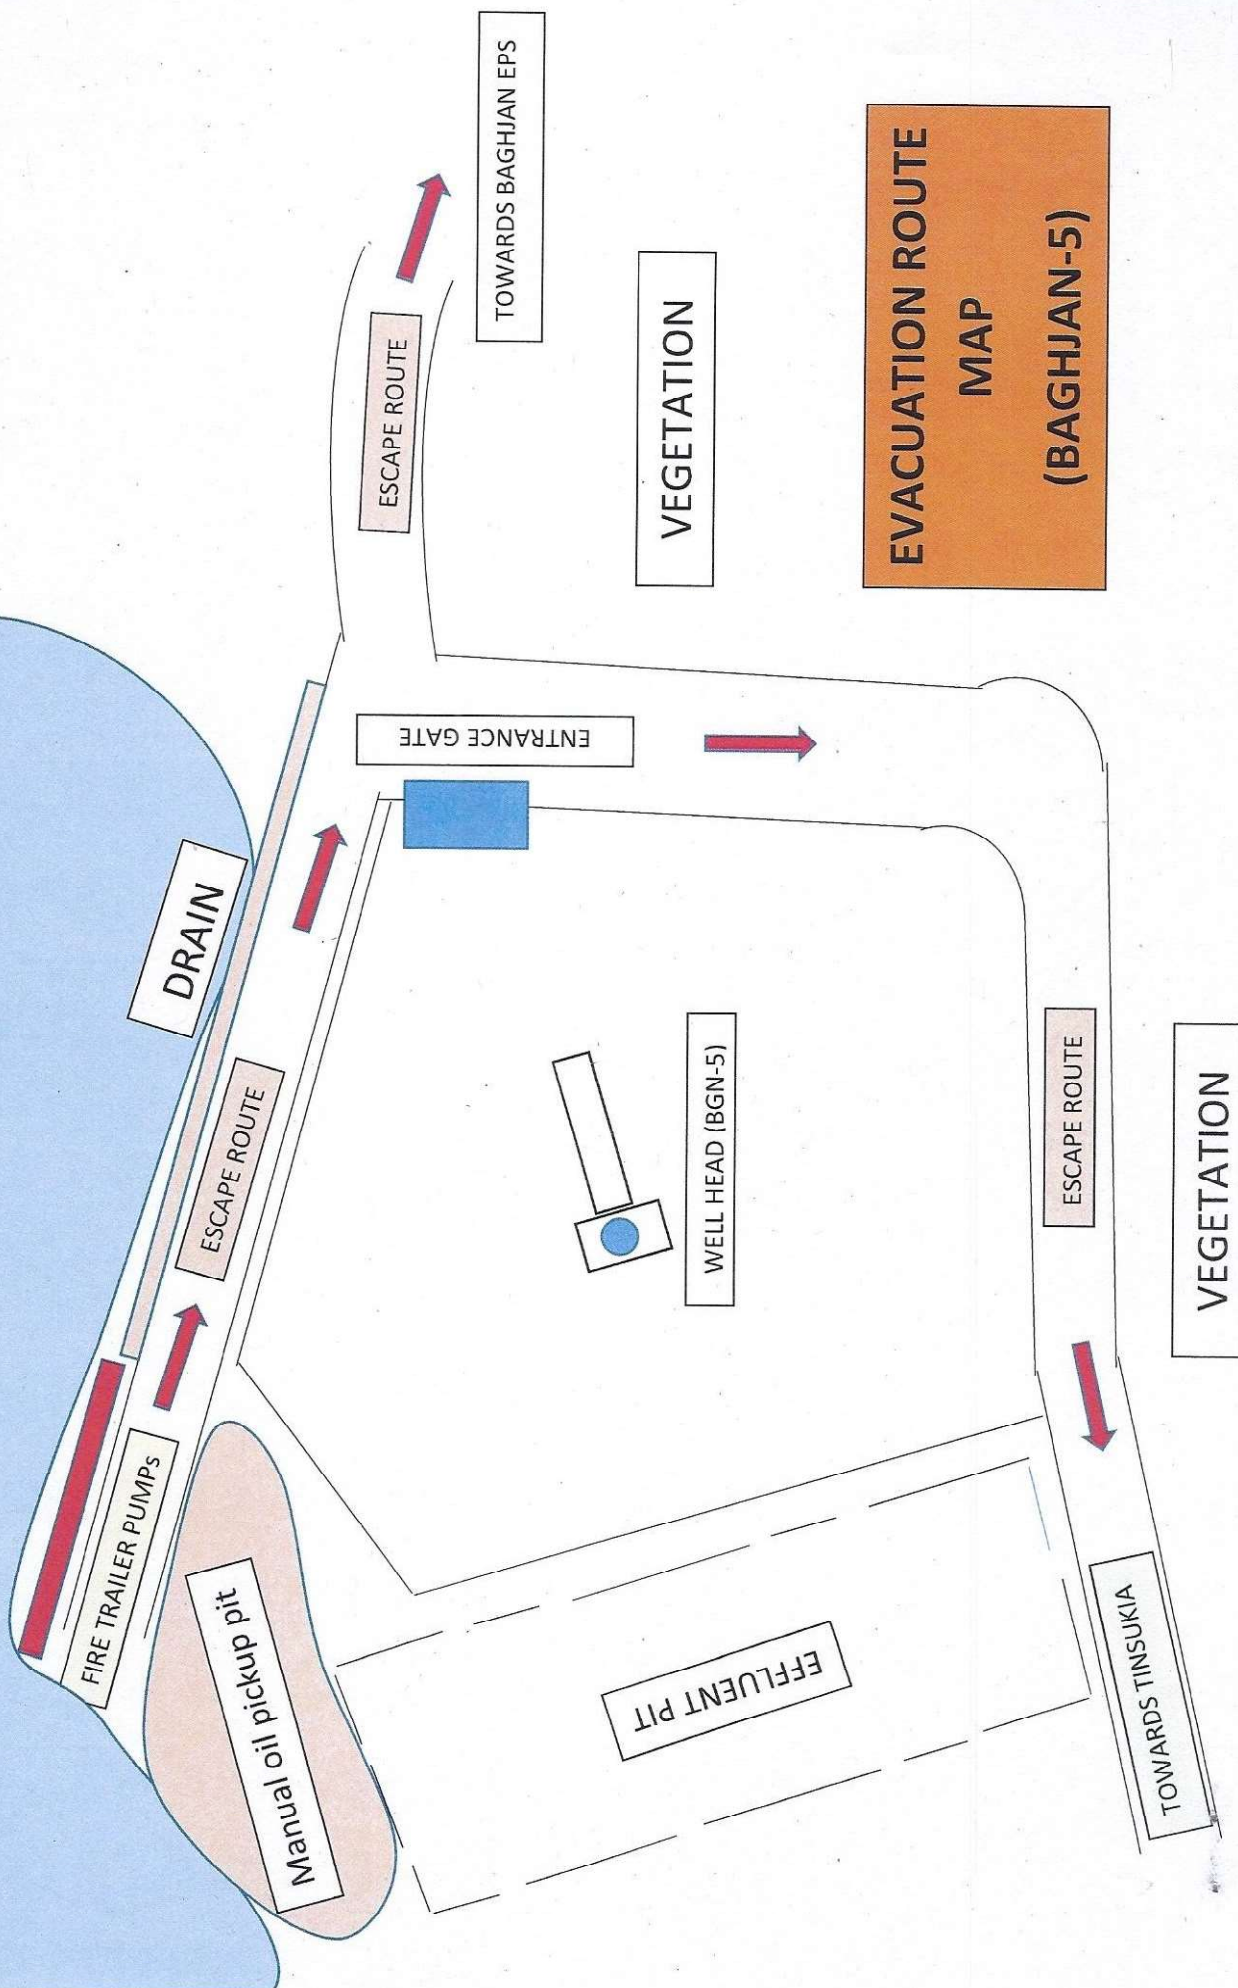 DRAIN
FIRE TRAILER PUMPs
ESCAPE ROUTE
ESCAPE ROUTE
TOWARDS BAGHJAN EPS
Manual oil pickup pit
ENTRANCE GATE
WELL HEAD (BGN-5)
VEGETATION
EFFLUENT PIT
ESCAPE ROUTE
TOWARDS TINSUKIA
VEGETATION
EVACUATION ROUTE
MAP
(BAGHJAN-5)